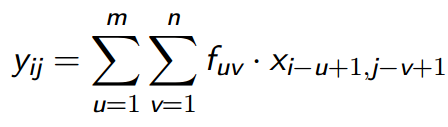 y_{ij} = \sum_{u=1}^{m} \sum_{v=1}^{n} f_{uv} \cdot x_{i-u+1,j-v+1}